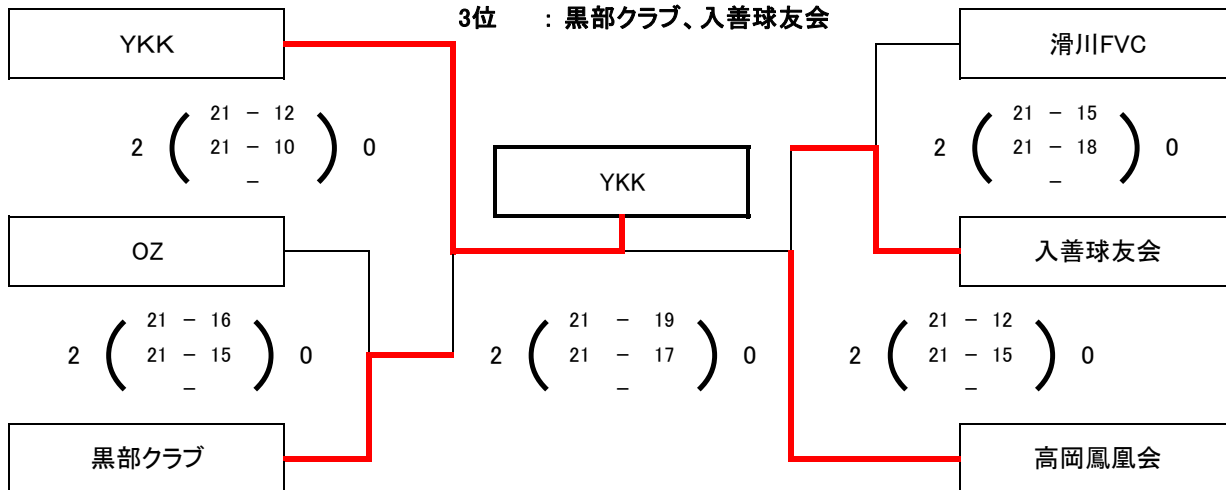 3位 : 黒部クラブ、入善球友会
YKK
滑川FVC
21 - 12
2 ( 21 - 10 ) 0
-
21 - 15
2 ( 21 - 18 ) 0
-
YKK
OZ
入善球友会
21 - 16
2 ( 21 - 15 ) 0
-
21 - 19
2 ( 21 - 17 ) 0
-
21 - 12
2 ( 21 - 15 ) 0
-
黒部クラブ
高岡鳳凰会